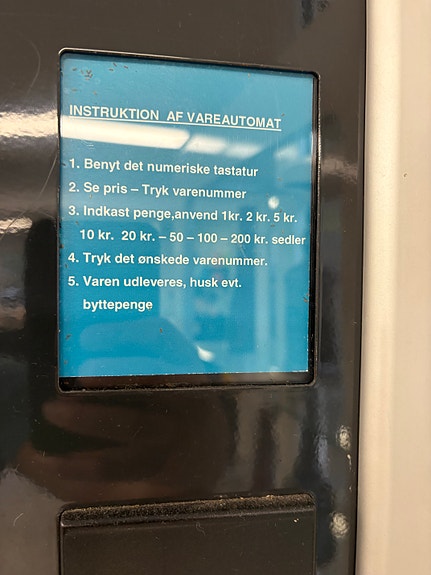 INSTRUKTION AF VAREAUTOMAT
1. Benyt det numeriske tastatur
2. Se pris – Tryk varenummer
3. Indkast penge,anvend 1kr. 2 kr. 5 kr.
10 kr. 20 kr. – 50 – 100 – 200 kr. sedler
4. Tryk det ønskede varenummer.
5. Varen udleveres, husk evt.
byttepenge